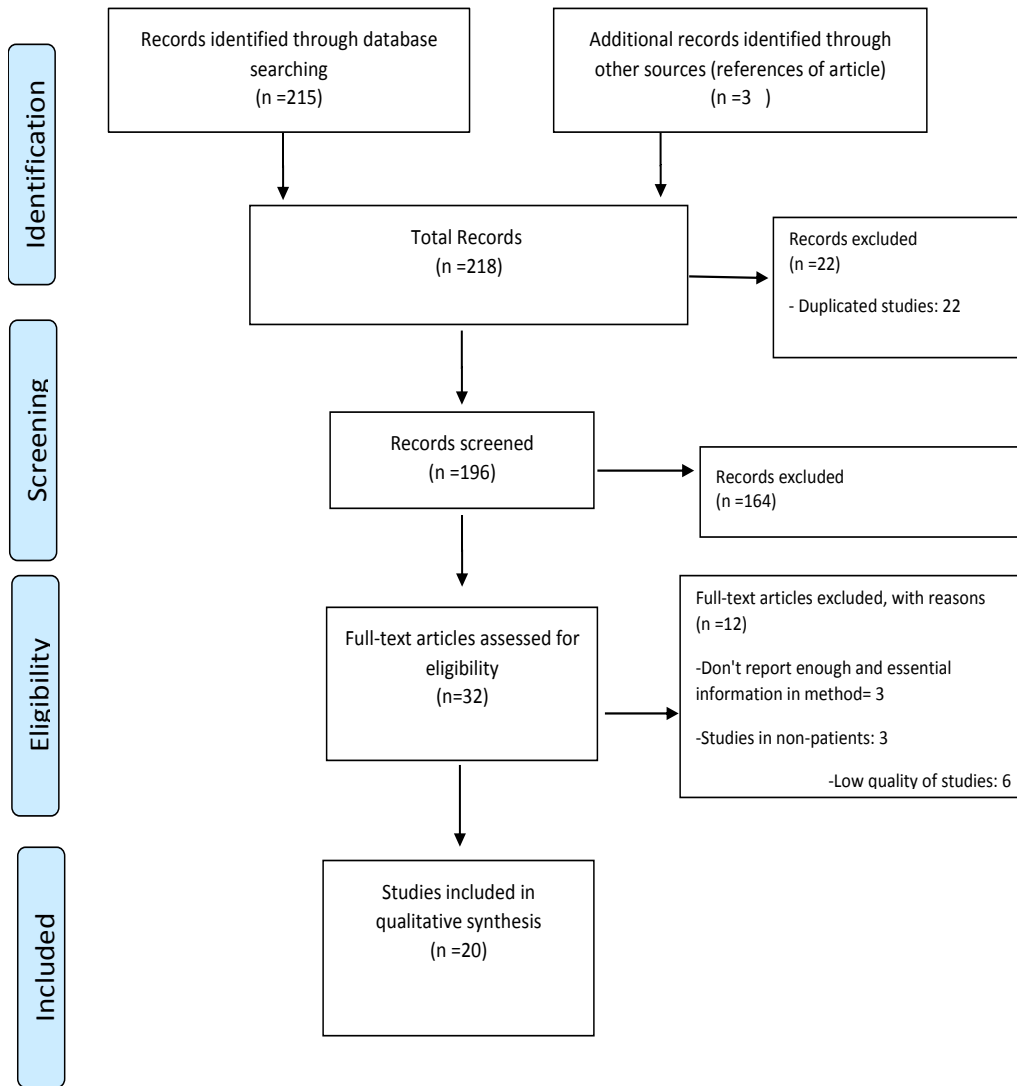 Records identified through database
searching
(n =215)
Additional records identified through
other sources (references of article)
(n =3   )
Identification
Total Records
(n =218)
Records excluded
(n =22)
- Duplicated studies: 22
Screening
Records screened
(n =196)
Records excluded
(n =164)
Eligibility
Full-text articles assessed for
eligibility
(n=32)
Full-text articles excluded, with reasons
(n =12)
-Don't report enough and essential
information in method= 3
-Studies in non-patients: 3
-Low quality of studies: 6
Included
Studies included in
qualitative synthesis
(n =20)